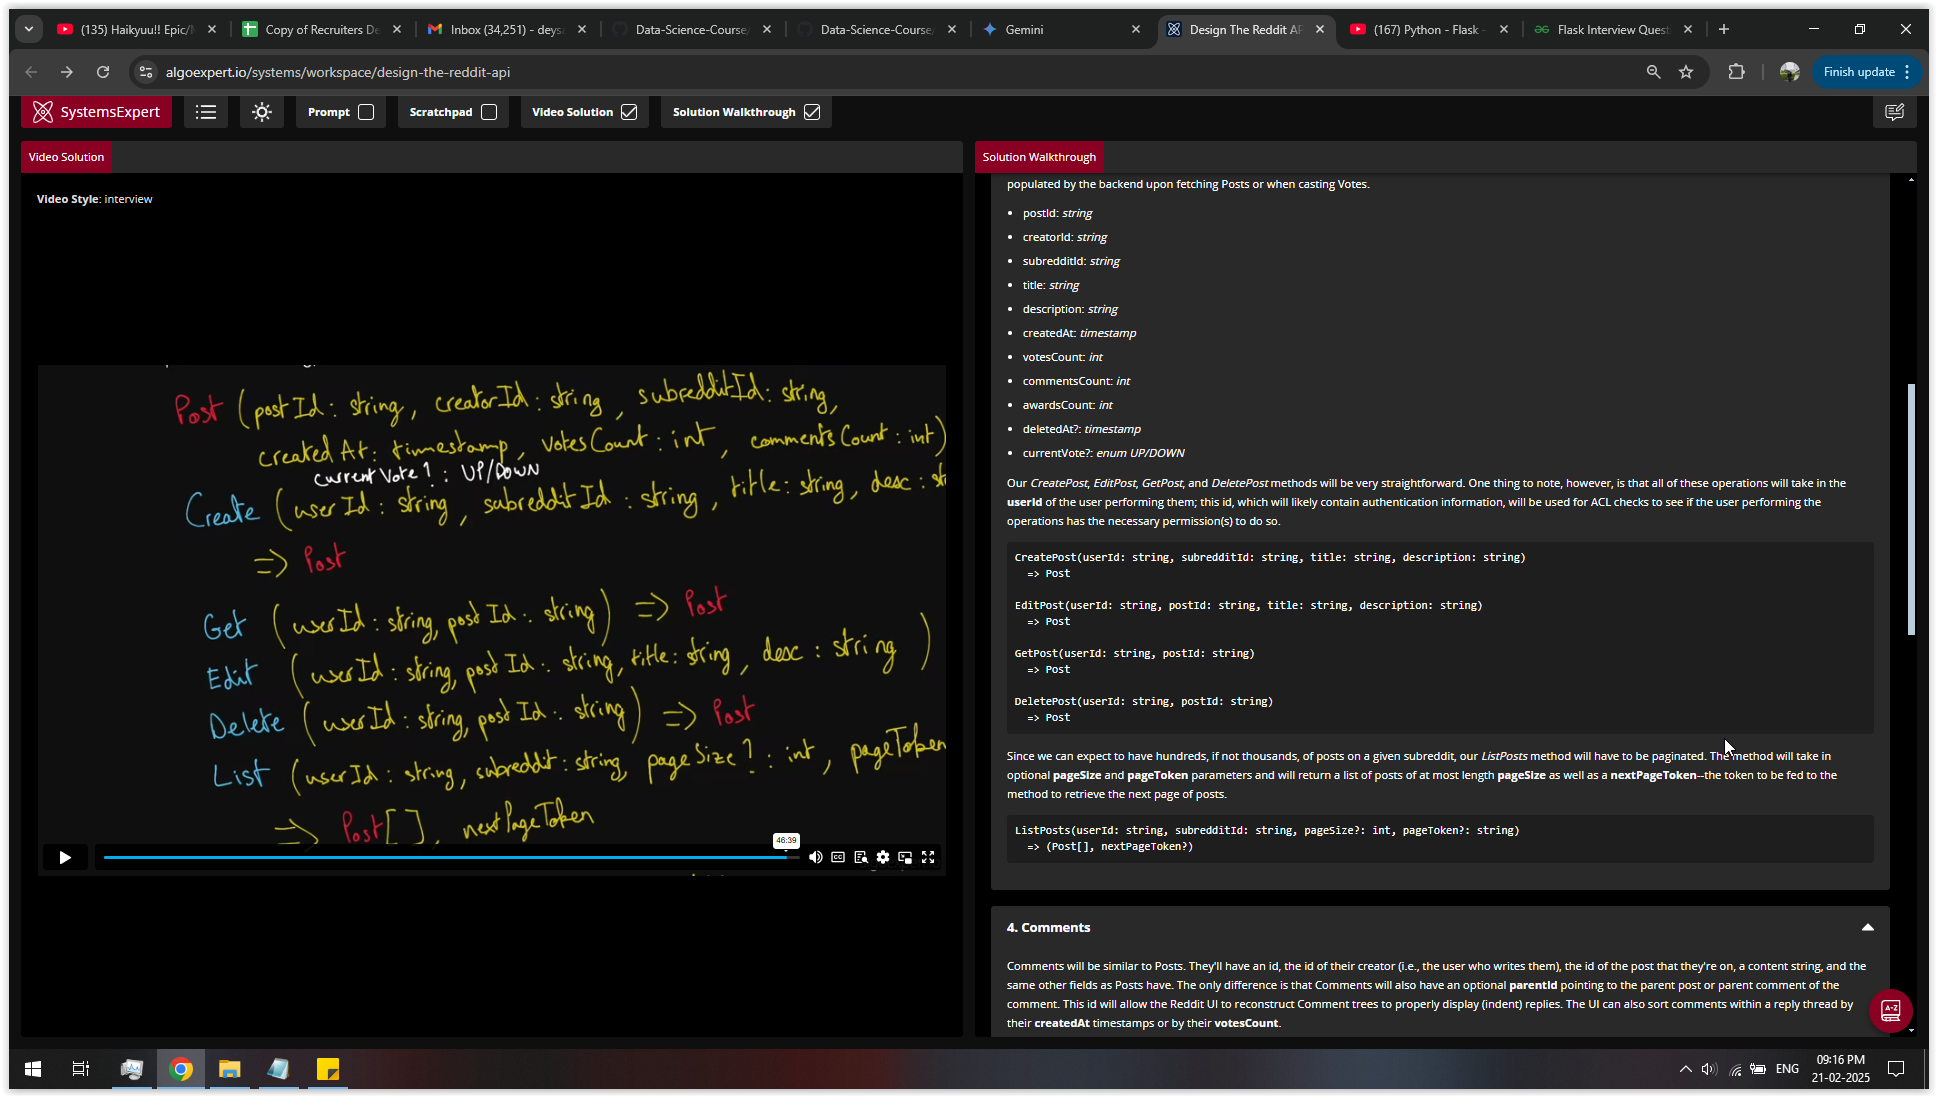 (135) Haikyuu!! Epic/
Copy of Recruiters De
Inbox (34,251) - deys
Data-Science-Course
Data-Science-Course
Gemini
Design The Reddit AP
(167) Python - Flask -
Flask Interview Quest
algoexpert.io/systems/workspace/design-the-reddit-api
Finish update
SystemsExpert
Prompt
Scratchpad
Video Solution
Solution Walkthrough
Video Solution
Video Style: interview
Post (postId: string, creatorId: string, subredditId: string,
createdAt: timestamp, votesCount: int, commentsCount: int)
currentVote?: UP/DOWN
Create (userId: string, subredditId: string, title: string, desc: st
=> Post
Get (userId: string, postId: string) => Post
Edit (userId: string, postId: string, title: string, desc: string)
Delete (userId: string, postId: string) => Post
List (userId: string, subreddit: string, pageSize?: int, pageToken
=> Post[], nextPageToken
46:39
CC
Solution Walkthrough
populated by the backend upon fetching Posts or when casting Votes.
• postId: string
• creatorId: string
• subredditId: string
• title: string
• description: string
• createdAt: timestamp
• votesCount: int
• commentsCount: int
• awardsCount: int
• deletedAt?: timestamp
• currentVote?: enum UP/DOWN
Our CreatePost, EditPost, GetPost, and DeletePost methods will be very straightforward. One thing to note, however, is that all of these operations will take in the
userId of the user performing them; this id, which will likely contain authentication information, will be used for ACL checks to see if the user performing the
operations has the necessary permission(s) to do so.
CreatePost(userId: string, subredditId: string, title: string, description: string)
=> Post
EditPost(userId: string, postId: string, title: string, description: string)
=> Post
GetPost(userId: string, postId: string)
=> Post
DeletePost(userId: string, postId: string)
=> Post
Since we can expect to have hundreds, if not thousands, of posts on a given subreddit, our ListPosts method will have to be paginated. The method will take in
optional pageSize and pageToken parameters and will return a list of posts of at most length pageSize as well as a nextPageToken--the token to be fed to the
method to retrieve the next page of posts.
ListPosts(userId: string, subredditId: string, pageSize?: int, pageToken?: string)
=> (Post[], nextPageToken?)
4. Comments
Comments will be similar to Posts. They'll have an id, the id of their creator (i.e., the user who writes them), the id of the post that they're on, a content string, and the
same other fields as Posts have. The only difference is that Comments will also have an optional parentId pointing to the parent post or parent comment of the
comment. This id will allow the Reddit UI to reconstruct Comment trees to properly display (indent) replies. The UI can also sort comments within a reply thread by
their createdAt timestamps or by their votesCount.
A-Z
ENG
09:16 PM
21-02-2025